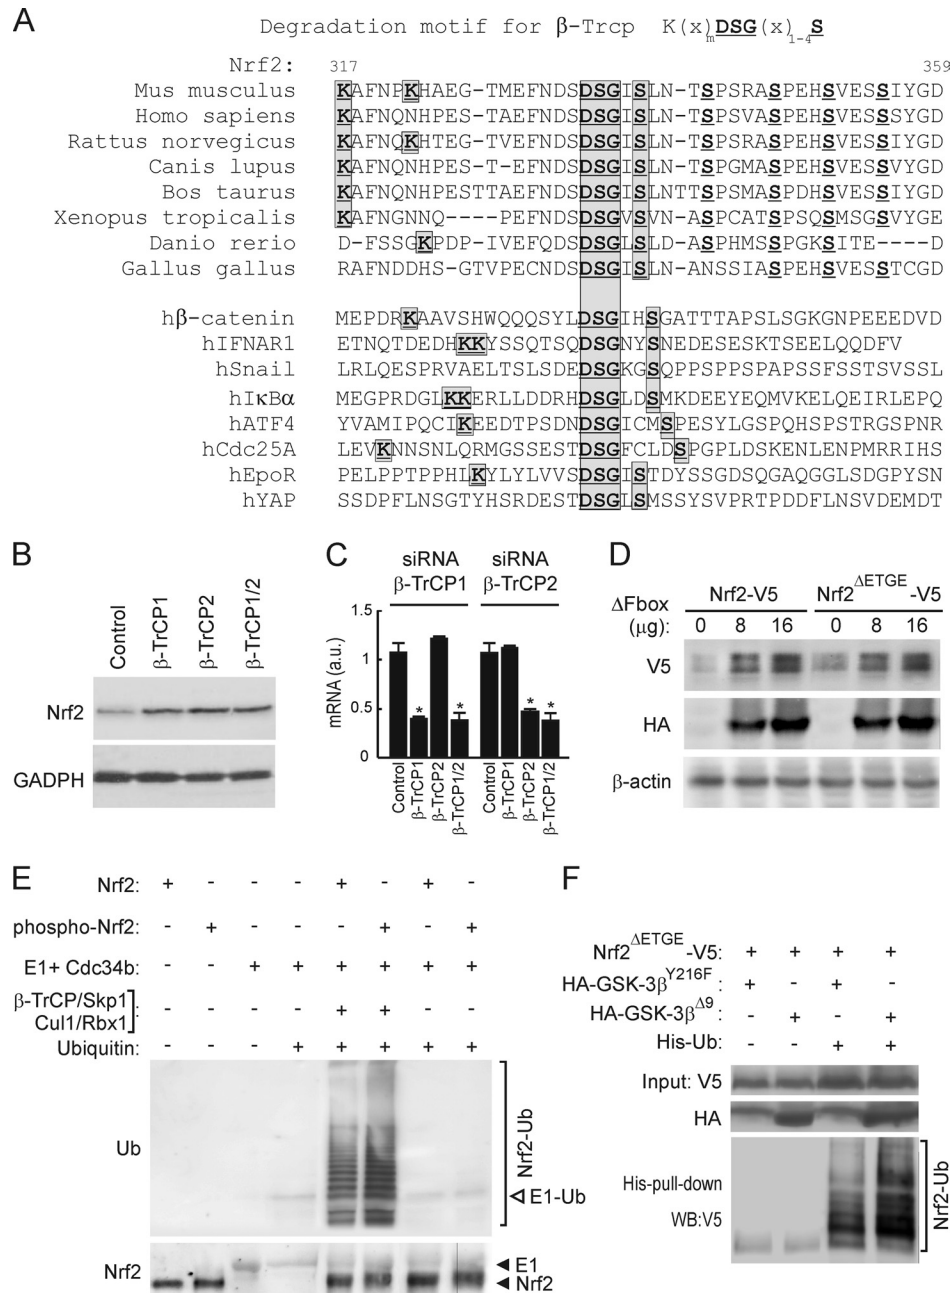 A
Degradation motif for β-Trcp K(x)mDSG(x)1-4S
Nrf2: 317 359
Mus musculus KAFNPKHAEG-TMEFNDSDSGISLN-TSPSRASPEHSVESSIYGD
Homo sapiens KAFNQNHPES-TAEFNDSDSGISLN-TSPSVASPEHSVESSSYGD
Rattus norvegicus KAFNQKHTEG-TVEFNDSDSGISLN-TSPSRASPEHSVESSIYGD
Canis lupus KAFNQNHPES-T-EFNDSDSGISLN-TSPGMASPEHSVESSVYGD
Bos taurus KAFNQNHPESTTAEFNDSDSGISLNTTSPSMASPDHSVESSIYGD
Xenopus tropicalis KAFNGNNQ----PEFNDSDSGVSVN-ASPCATSPSQMSGSVYGE
Danio rerio D-FSSGKPDP-IVEFQDSDSGLSLD-ASPHMSSPGKSITE----D
Gallus gallus RAFNDDHS-GTVPECNDSDSGISLN-ANSSIASPEHSVESSTCGD
hβ-catenin MEPDRKAAVSHWQQQSYLDSGIHSGATTTAPSLSGKGNPEEEDVD
hIFNAR1 ETNQTDEDHKKYSSQTSQDSGNYSNEDESESKTSEELQQDFV
hSnail LRLQESPRVAELTSLSDEDSGKGSQPPSPPSPAPSSFSSTSVSSL
hIκBα MEGPRDGLKKERLLDDRHDSGLDSMKDEEYEQMVKELQEIRLEPQ
hATF4 YVAMIPQCIKEEDTPSDNDSGICMSPESYLGSPQHSPSTRGSPNR
hCdc25A LEVKNNSNLQRMGSSESTDSGFCLDSPGPLDSKENLENPMRRIHS
hEpoR PELPPTPPHLKYLYLVVSDSGISTDYSSGDSQGAQGGLSDGPYSN
hYAP SSDPFLNSGTYHSRDESTDSGLSMSSYSVPRTPDDFLNSVDEMDT
B
Control β-TrCP1 β-TrCP2 β-TrCP1/2
Nrf2
GADPH
C
siRNA β-TrCP1 siRNA β-TrCP2
mRNA (a.u.)
1.5
1
0.5
0
* * * *
Control β-TrCP1 β-TrCP2 β-TrCP1/2 Control β-TrCP1 β-TrCP2 β-TrCP1/2
D
Nrf2-V5 Nrf2ΔETGE-V5
ΔFbox (μg): 0 8 16 0 8 16
V5
HA
β-actin
E
Nrf2: + - - - + - + -
phospho-Nrf2: - + - - - + - +
E1+ Cdc34b: - - + + + + + +
β-TrCP/Skp1 Cul1/Rbx1 : - - - - + + - -
Ubiquitin: - - - + + + + +
Ub
Nrf2-Ub
E1-Ub
Nrf2
E1
Nrf2
F
Nrf2ΔETGE-V5: + + + +
HA-GSK-3βY216F: + - + -
HA-GSK-3βΔ9: - + - +
His-Ub: - - + +
Input: V5
HA
His-pull-down
WB:V5
Nrf2-Ub